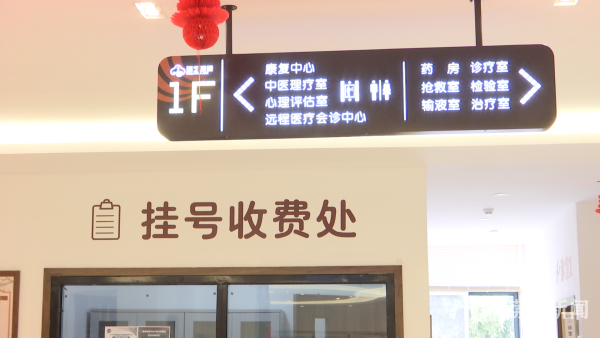 1F
康复中心
中医理疗室
心理评估室
远程医疗会诊中心
药 房 诊疗室
抢救室 检验室
输液室 治疗室
挂号收费处